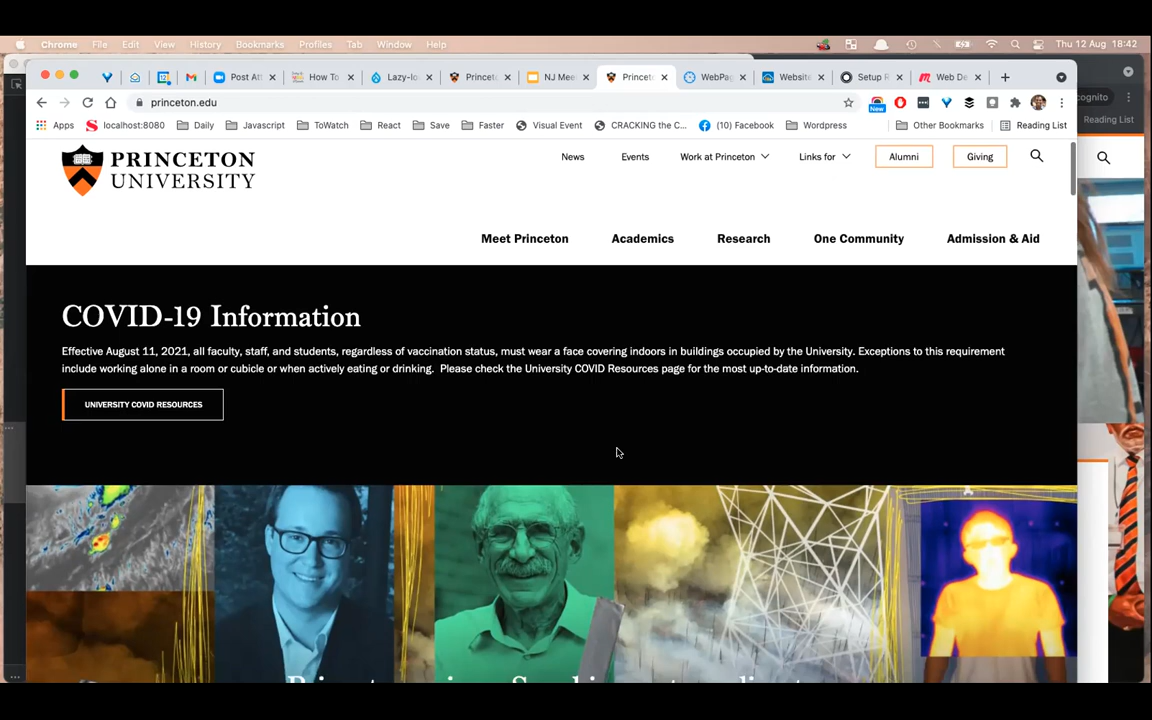 Chrome File Edit View History Bookmarks Profiles Tab Window Help Thu 12 Aug 18:42
Post At How To Lazy-lo Princet NJ Mee Princet WebPag Website Setup R Web De
princeton.edu New
cognito
Apps localhost:8080 Daily Javascript ToWatch React Save Faster Visual Event CRACKING the C... (10) Facebook Wordpress Other Bookmarks Reading List
Reading List
PRINCETON
UNIVERSITY
News Events Work at Princeton Links for Alumni Giving
Meet Princeton Academics Research One Community Admission & Aid
COVID-19 Information
Effective August 11, 2021, all faculty, staff, and students, regardless of vaccination status, must wear a face covering indoors in buildings occupied by the University. Exceptions to this requirement
include working alone in a room or cubicle or when actively eating or drinking. Please check the University COVID Resources page for the most up-to-date information.
UNIVERSITY COVID RESOURCES